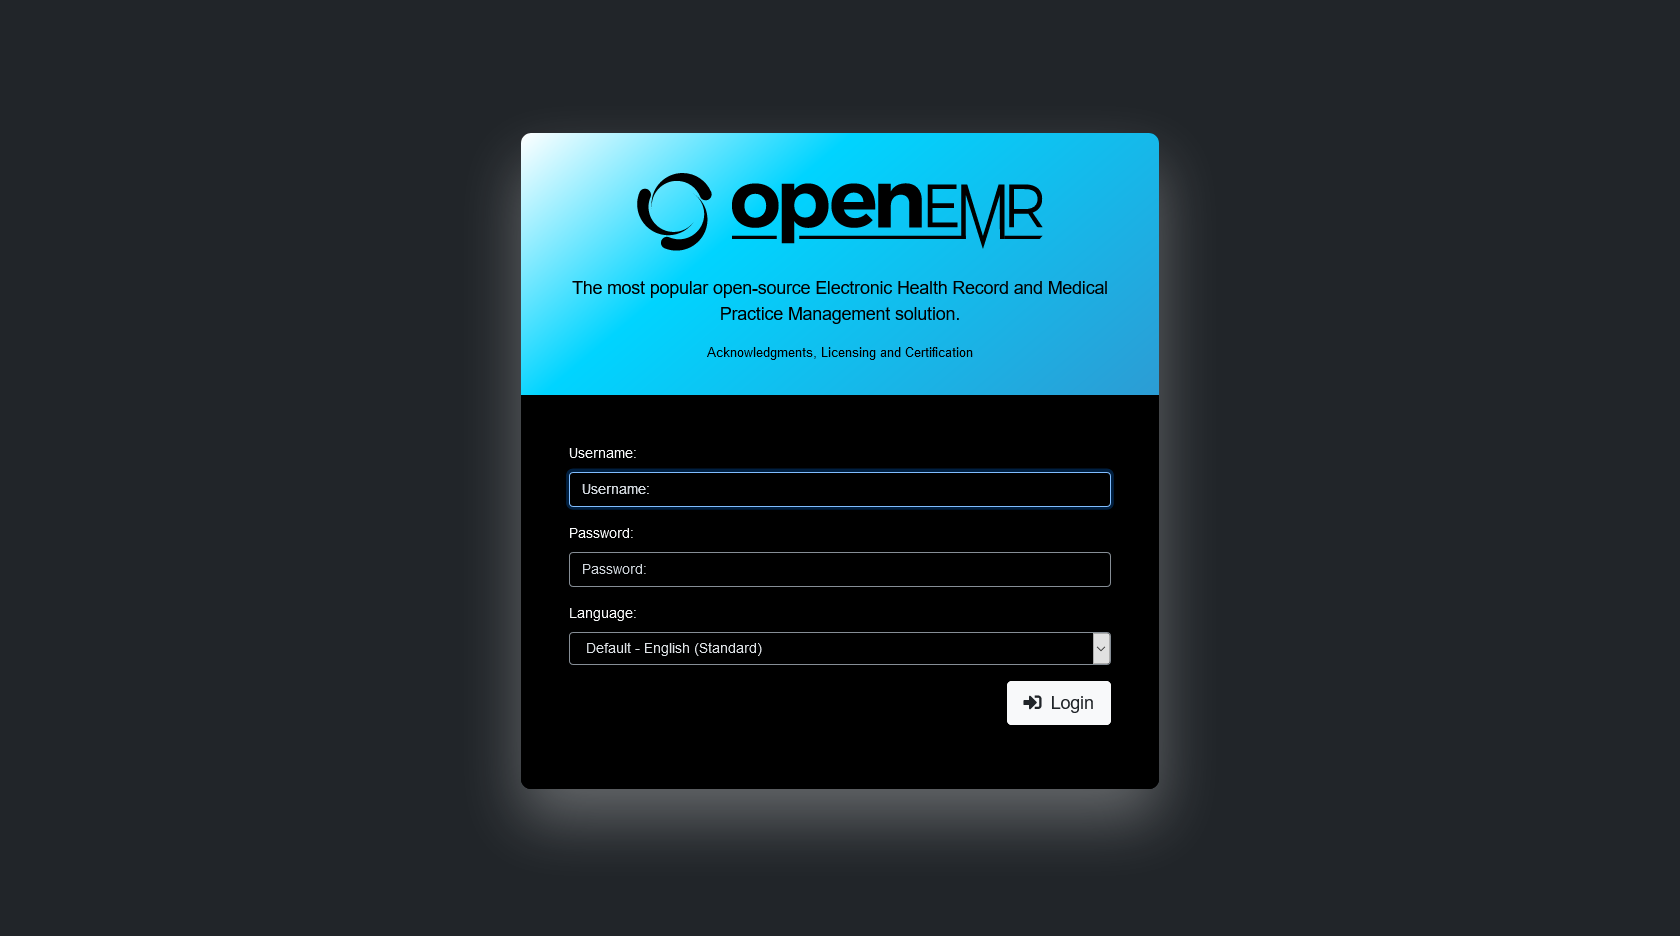 openEMR
The most popular open-source Electronic Health Record and Medical
Practice Management solution.
Acknowledgments, Licensing and Certification
Username:
Username:
Password:
Password:
Language:
Default - English (Standard)
Login